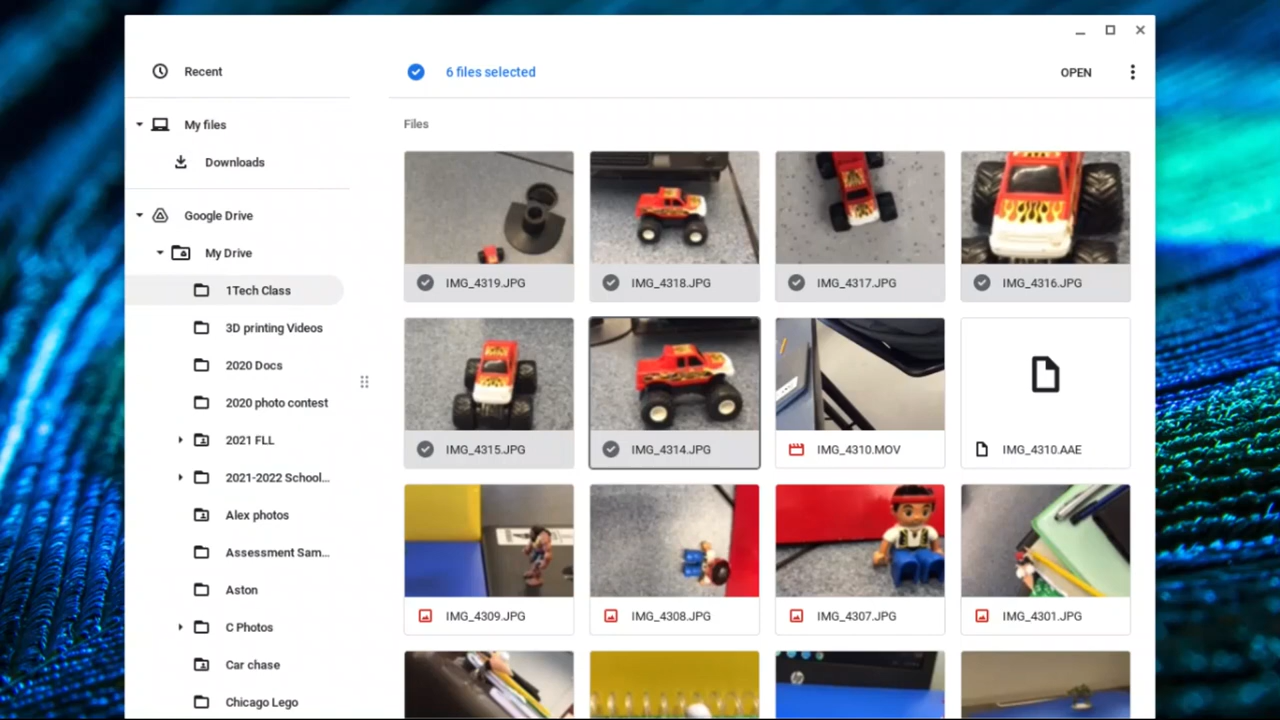 Recent
6 files selected
OPEN
My files
Downloads
Google Drive
My Drive
1Tech Class
3D printing Videos
2020 Docs
2020 photo contest
2021 FLL
2021-2022 School...
Alex photos
Assessment Sam...
Aston
C Photos
Car chase
Chicago Lego
Files
IMG_4319.JPG
IMG_4318.JPG
IMG_4317.JPG
IMG_4316.JPG
IMG_4315.JPG
IMG_4314.JPG
IMG_4310.MOV
IMG_4310.AAE
IMG_4309.JPG
IMG_4308.JPG
IMG_4307.JPG
IMG_4301.JPG